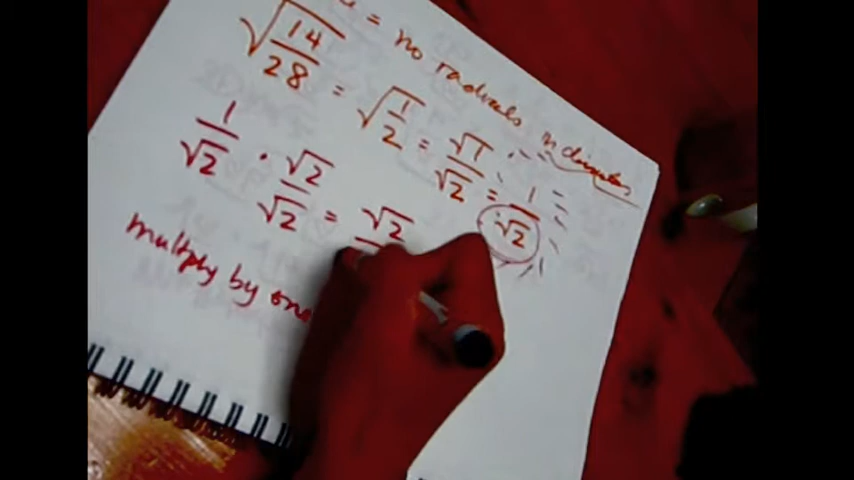 = no radicals in
√14/28 = √1/2 = √1/√2 = 1/√2
1/√2 · √2/√2 = √2
multiply by one